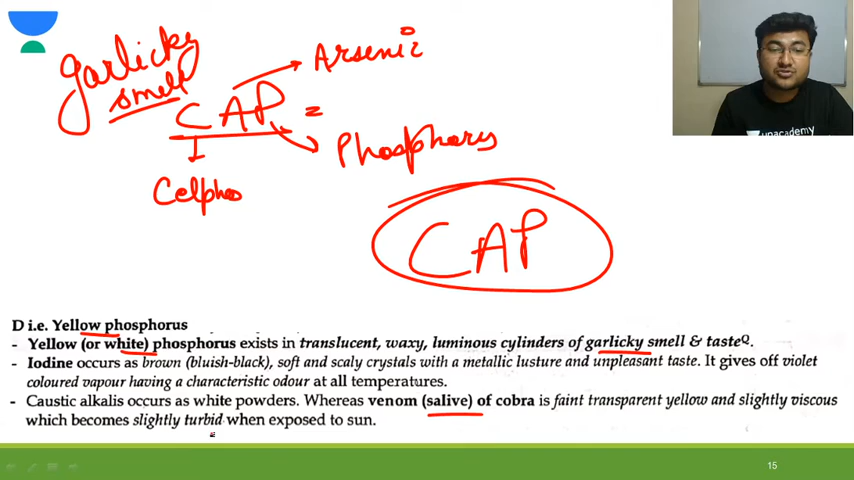 garlicky
smell
CAP =
Arsenic
Phosphorus
Celphos
CAP
unacademy
D i.e. Yellow phosphorus
- Yellow (or white) phosphorus exists in translucent, waxy, luminous cylinders of garlicky smell & tasteQ.
- Iodine occurs as brown (bluish-black), soft and scaly crystals with a metallic lusture and unpleasant taste. It gives off violet
coloured vapour having a characteristic odour at all temperatures.
- Caustic alkalis occurs as white powders. Whereas venom (salive) of cobra is faint transparent yellow and slightly viscous
which becomes slightly turbid when exposed to sun.
15